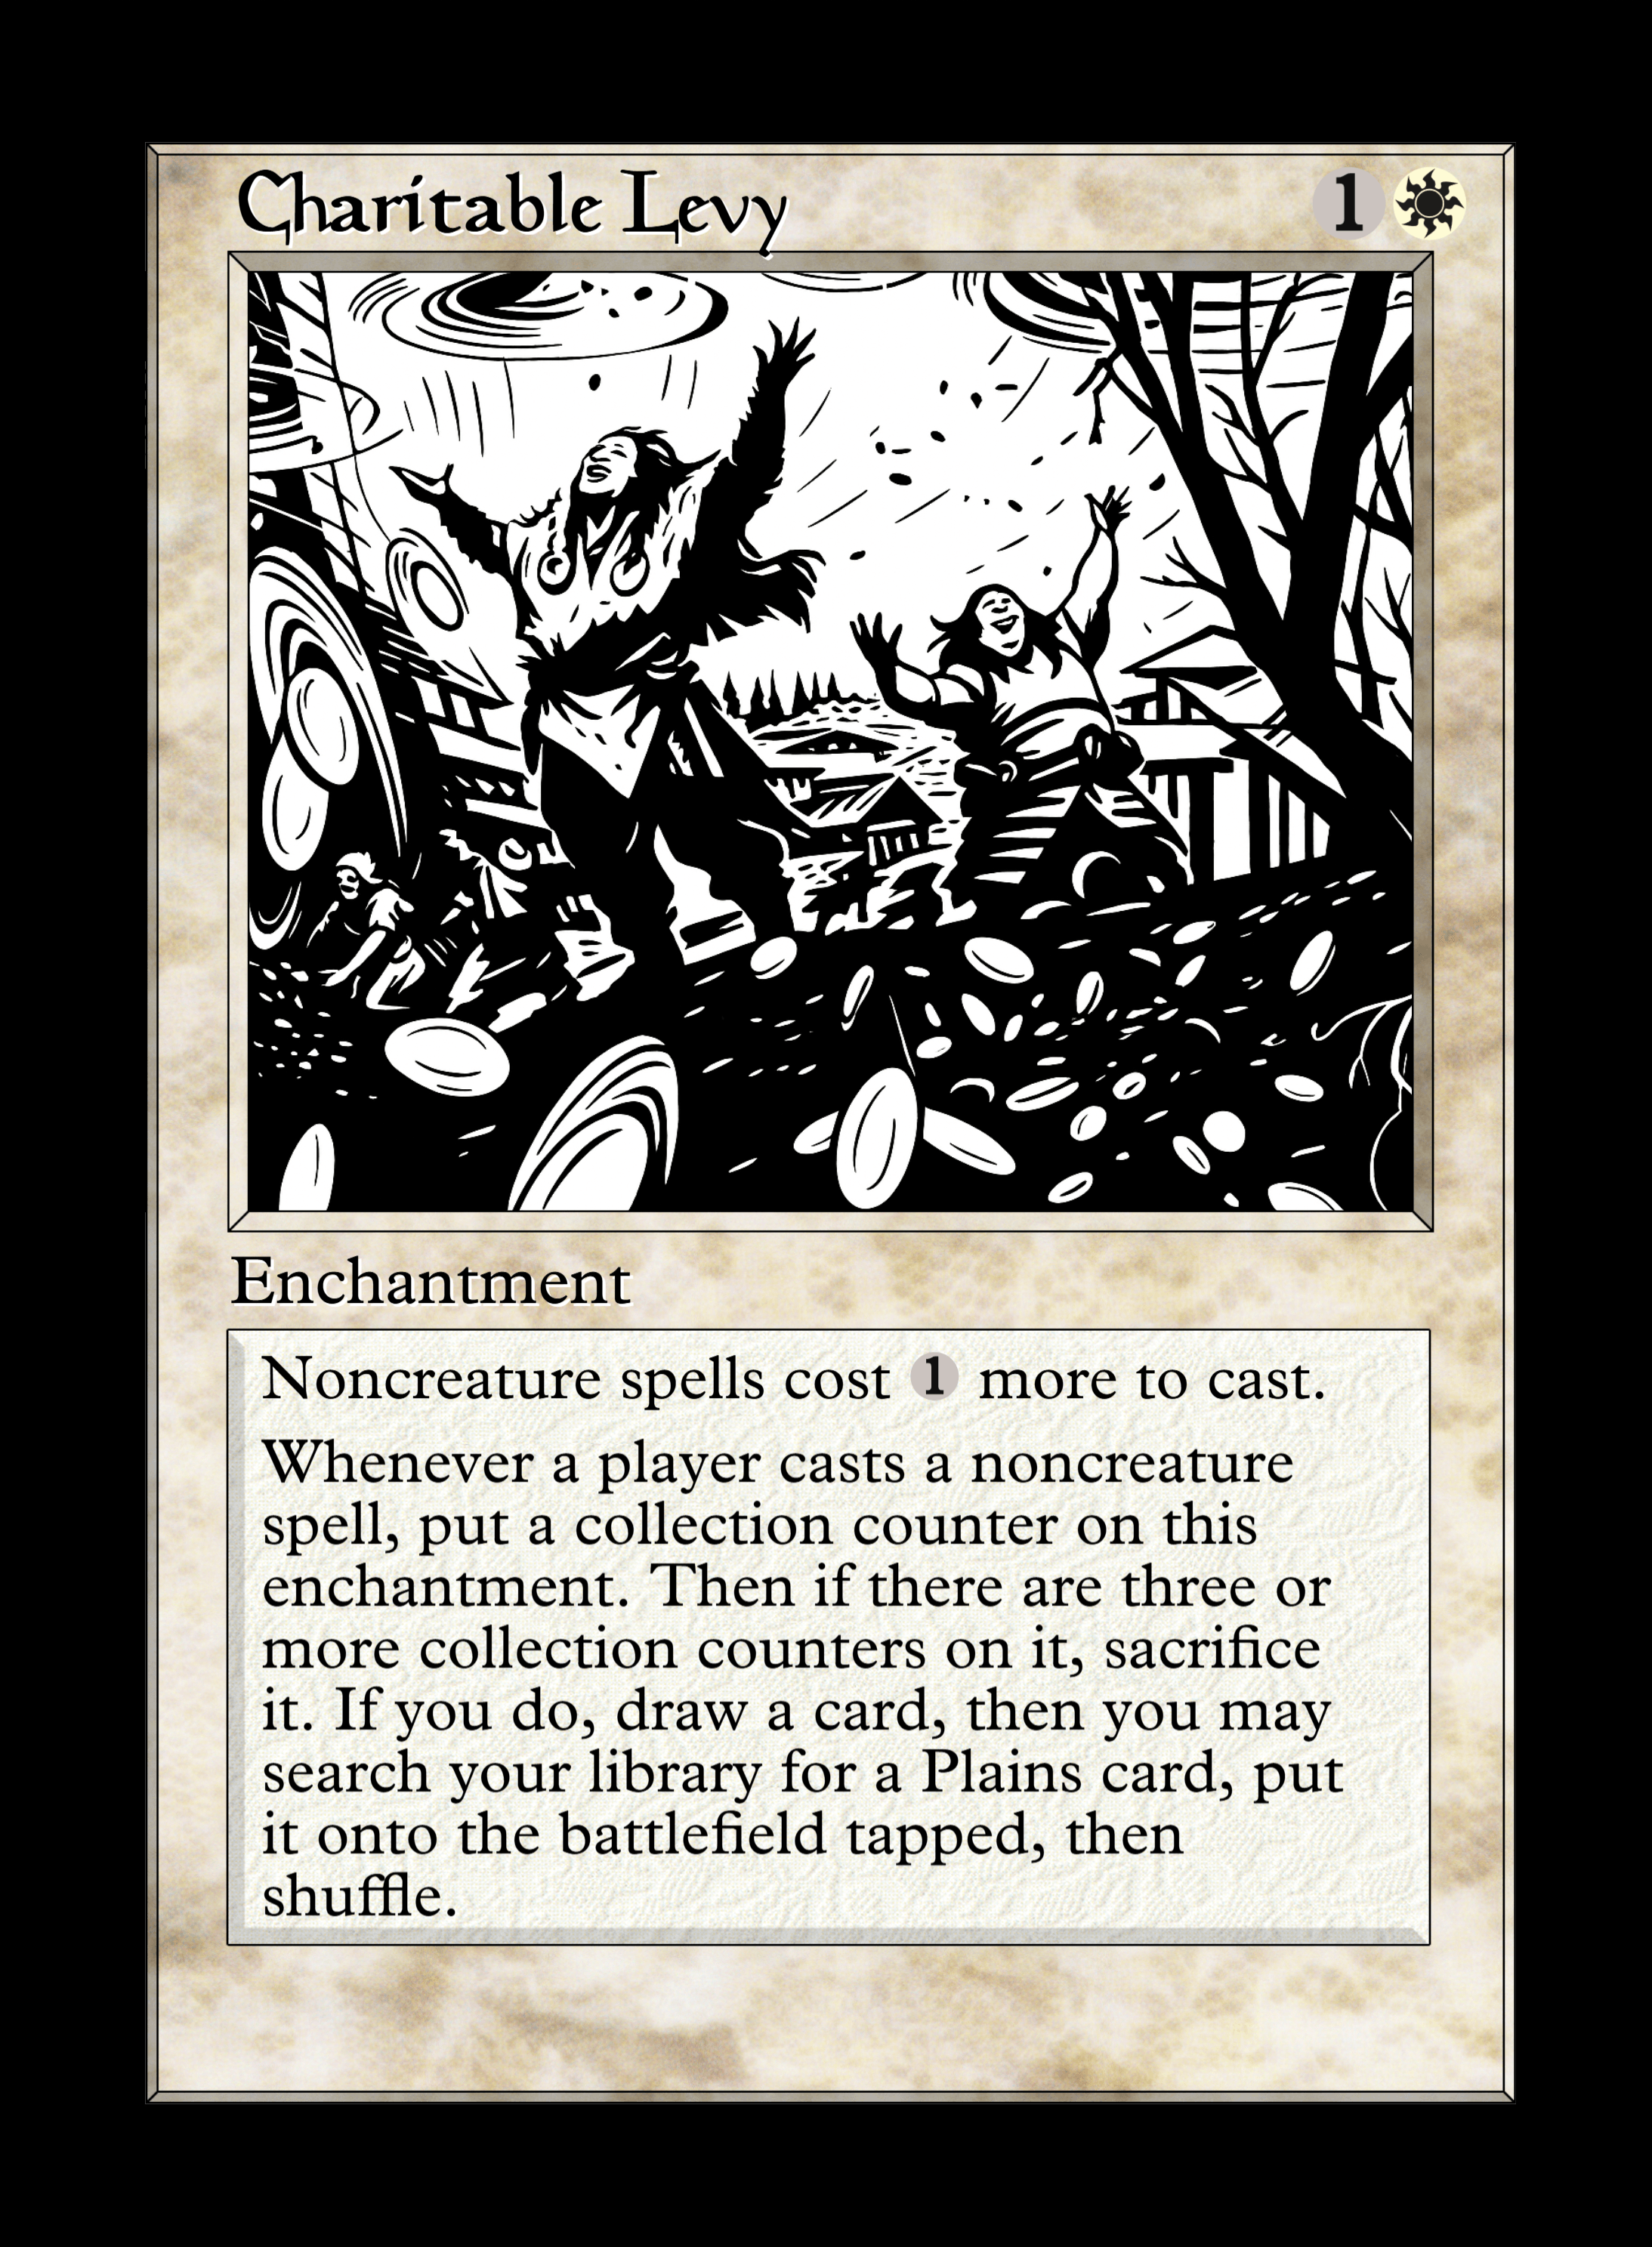 Charitable Levy 1
Enchantment
Noncreature spells cost 1 more to cast.
Whenever a player casts a noncreature
spell, put a collection counter on this
enchantment. Then if there are three or
more collection counters on it, sacrifice
it. If you do, draw a card, then you may
search your library for a Plains card, put
it onto the battlefield tapped, then
shuffle.